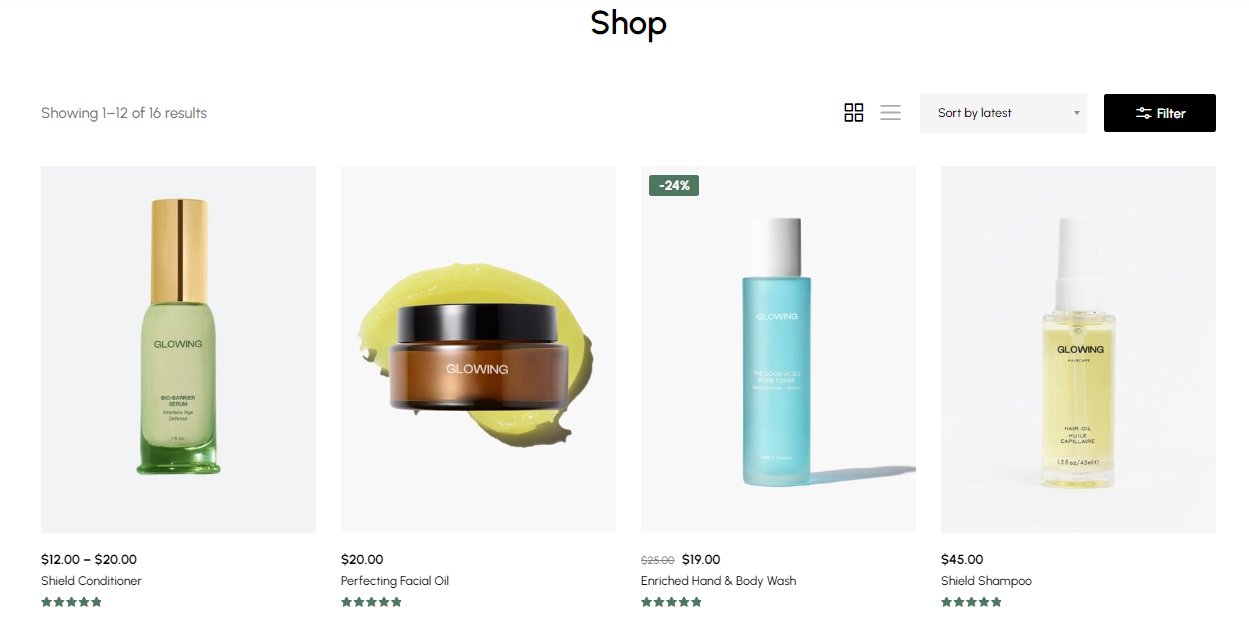 Shop
Showing 1–12 of 16 results
Sort by latest
Filter
GLOWING
BIO-BARRIER
SERUM
Intensive Age
Defense
1 fl oz
GLOWING
-24%
GLOWING
PORE TONER
GLOWING
HAIRCARE
HAIR OIL
HUILE
CAPILLAIRE
1.5 fl oz/45ml
$12.00 – $20.00
Shield Conditioner
$20.00
Perfecting Facial Oil
$25.00 $19.00
Enriched Hand & Body Wash
$45.00
Shield Shampoo